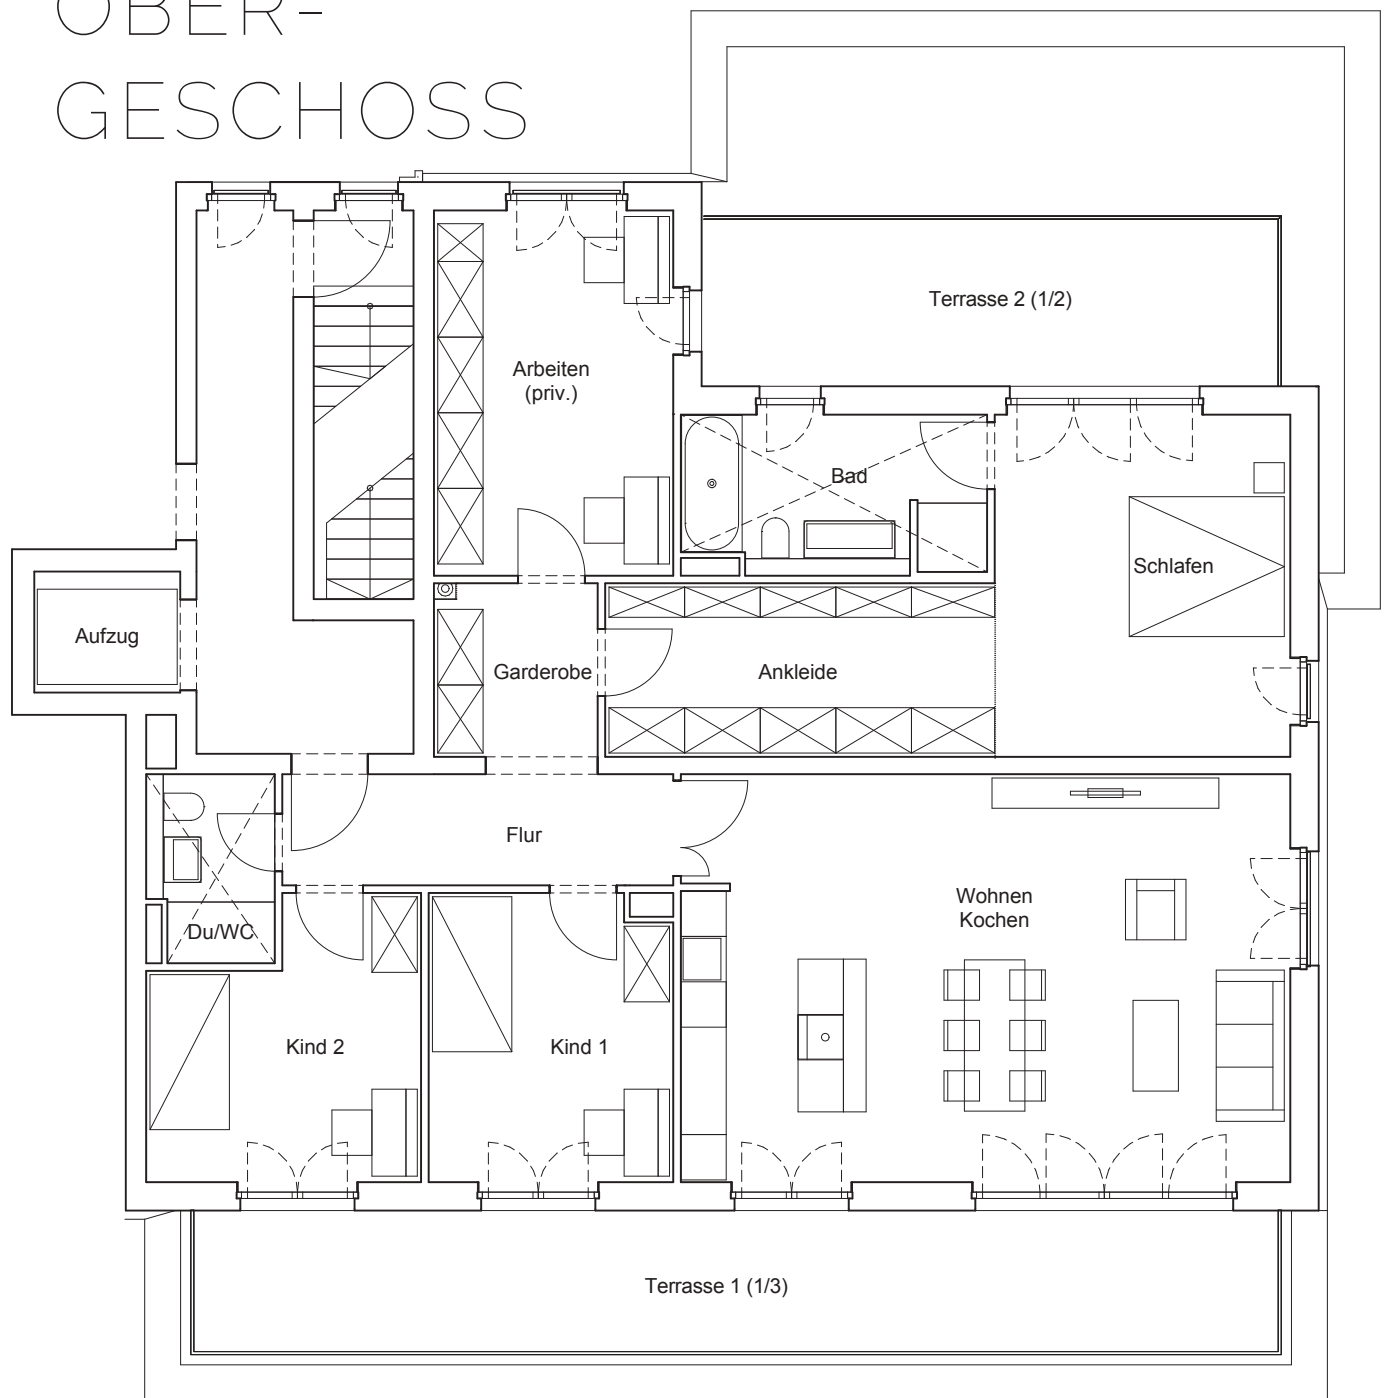 OBER-
GESCHOSS
Terrasse 2 (1/2)
Arbeiten
(priv.)
Bad
Schlafen
Aufzug
Garderobe
Ankleide
Flur
Wohnen
Kochen
Du/WC
Kind 2
Kind 1
Terrasse 1 (1/3)